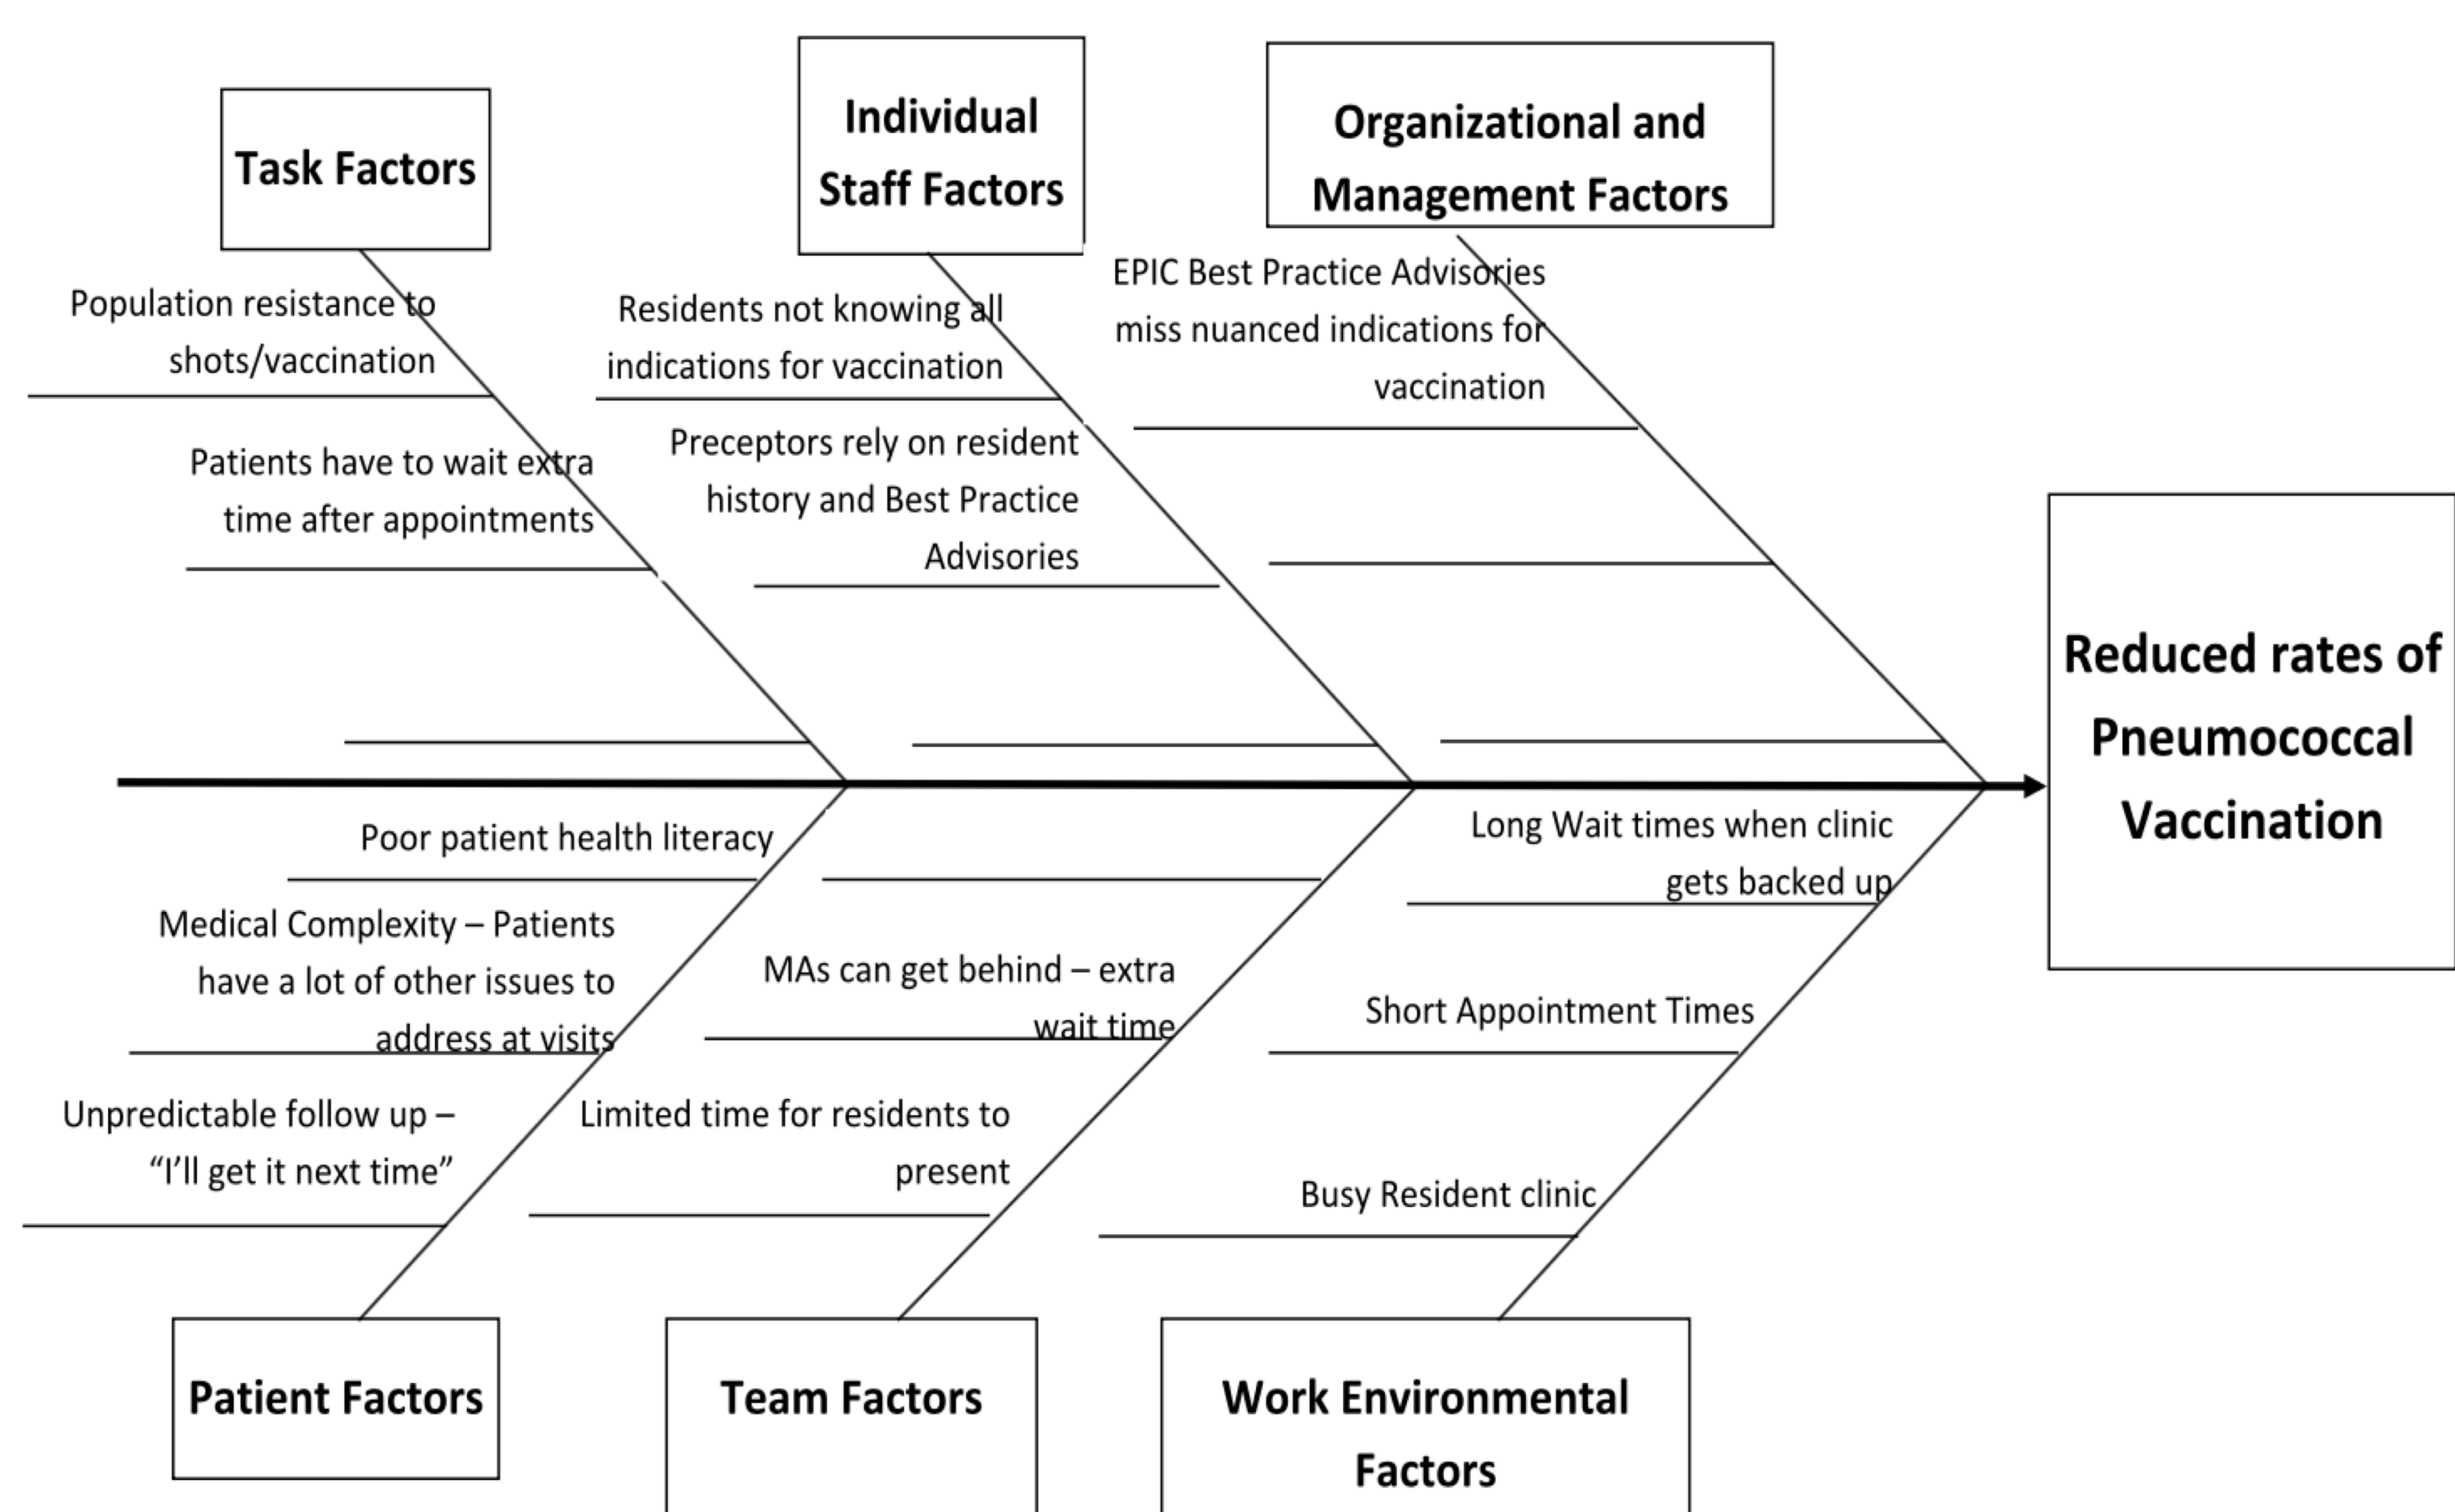 Task Factors
Individual
Staff Factors
Organizational and
Management Factors
Population resistance to
shots/vaccination
Patients have to wait extra
time after appointments
Residents not knowing all
indications for vaccination
Preceptors rely on resident
history and Best Practice
Advisories
EPIC Best Practice Advisories
miss nuanced indications for
vaccination
Reduced rates of
Pneumococcal
Vaccination
Poor patient health literacy
Medical Complexity – Patients
have a lot of other issues to
address at visits
Unpredictable follow up –
“I’ll get it next time”
MAs can get behind – extra
wait time
Limited time for residents to
present
Long Wait times when clinic
gets backed up
Short Appointment Times
Busy Resident clinic
Patient Factors
Team Factors
Work Environmental
Factors